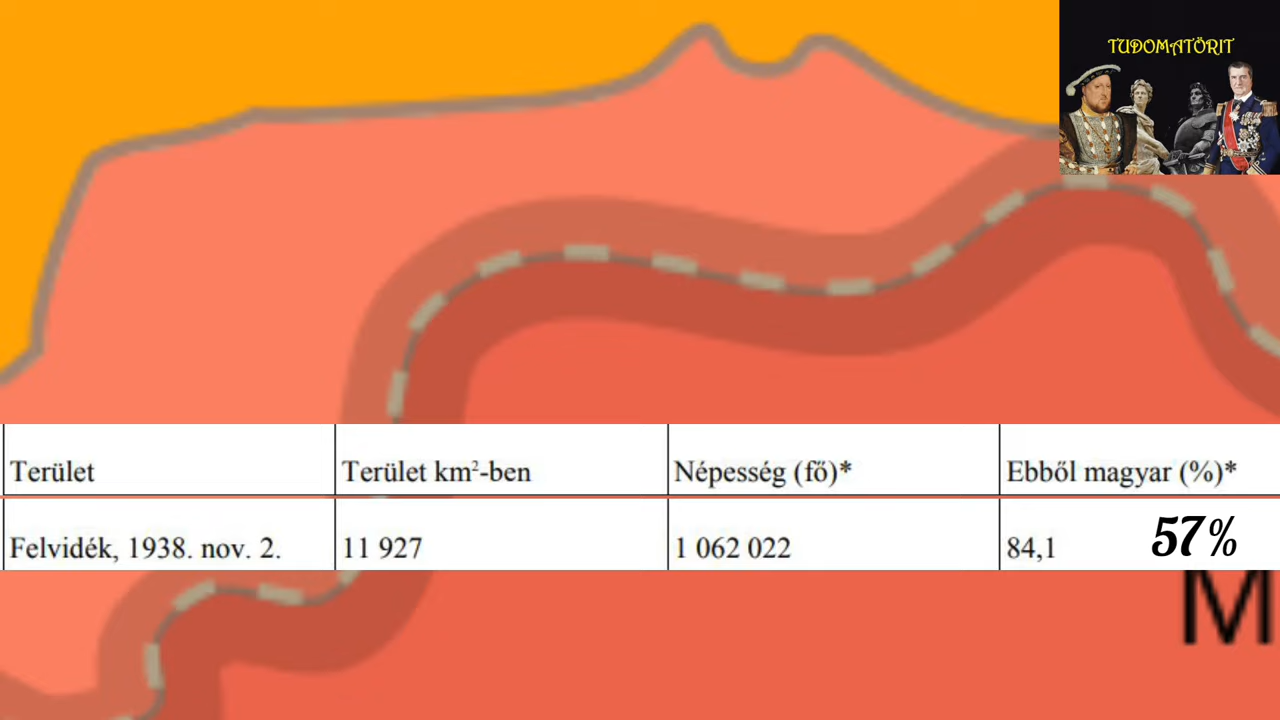 TUDOMATÖRIT
Terület Terület km²-ben Népesség (fő)* Ebből magyar (%)*
Felvidék, 1938. nov. 2. 11 927 1 062 022 84,1 57%
M